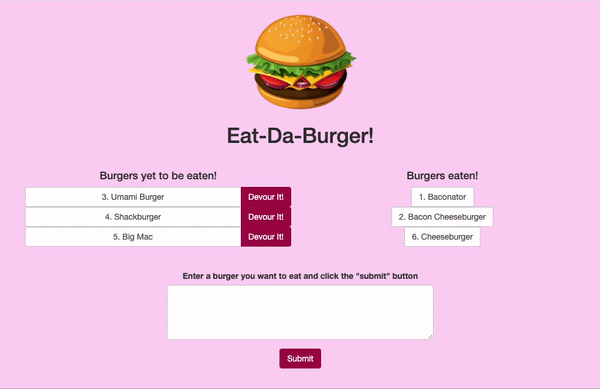 Eat-Da-Burger!
Burgers yet to be eaten!
3. Umami Burger Devour It!
4. Shackburger Devour It!
5. Big Mac Devour It!
Burgers eaten!
1. Baconator
2. Bacon Cheeseburger
6. Cheeseburger
Enter a burger you want to eat and click the "submit" button
Submit